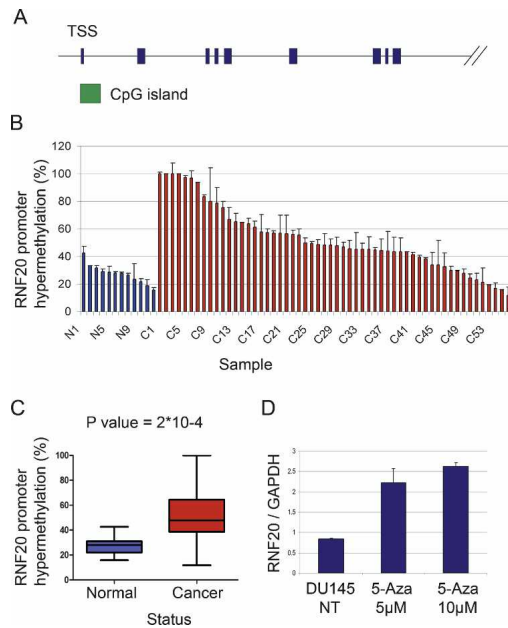 A
TSS
CpG island
B
RNF20 promoter
hypermethylation (%)
120
100
80
60
40
20
0
N1 N5 N9 C1 C5 C9 C13 C17 C21 C25 C29 C33 C37 C41 C45 C49 C53
Sample
C
P value = 2*10-4
RNF20 promoter
hypermethylation (%)
100
80
60
40
20
0
Normal Cancer
Status
D
RNF20 / GAPDH
3
2.5
2
1.5
1
0.5
0
DU145 5-Aza 5-Aza
NT 5µM 10µM